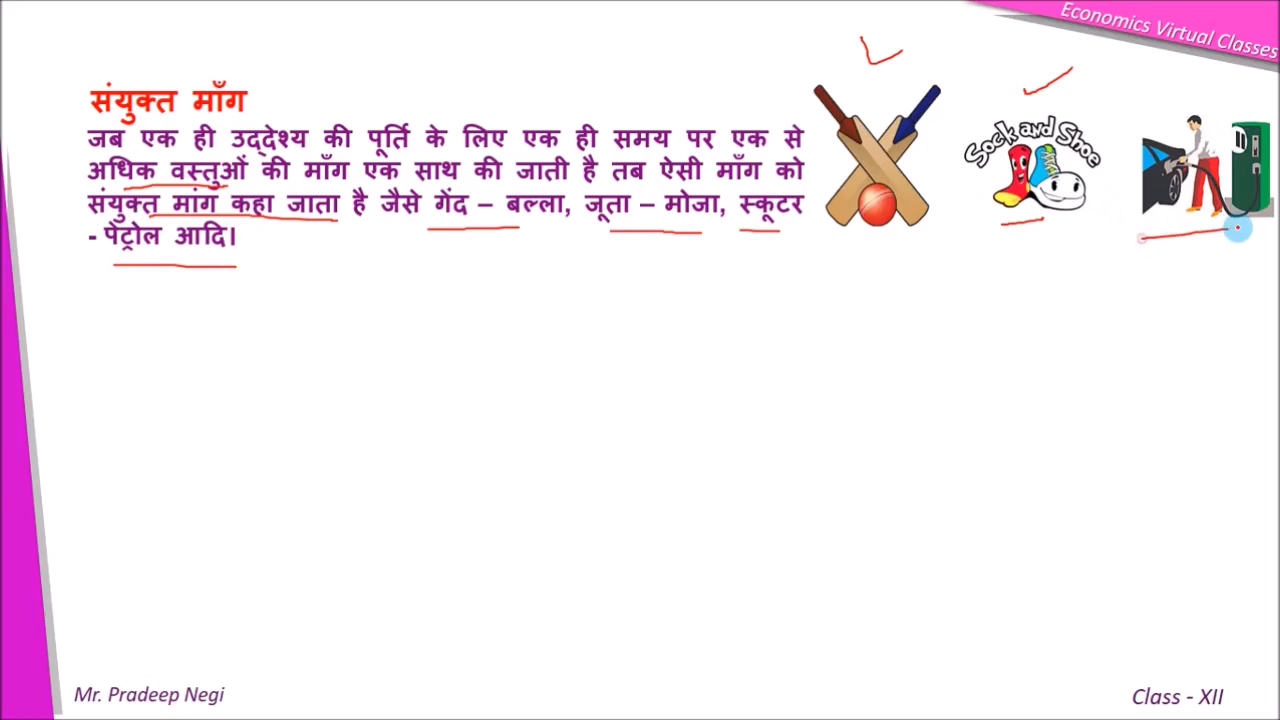 Economics Virtual Classes
संयुक्त माँग
जब एक ही उद्देश्य की पूर्ति के लिए एक ही समय पर एक से
अधिक वस्तुओं की माँग एक साथ की जाती है तब ऐसी माँग को
संयुक्त मांग कहा जाता है जैसे गेंद – बल्ला, जूता – मोजा, स्कूटर
- पेट्रोल आदि।
Sock and Shoe
Mr. Pradeep Negi
Class - XII